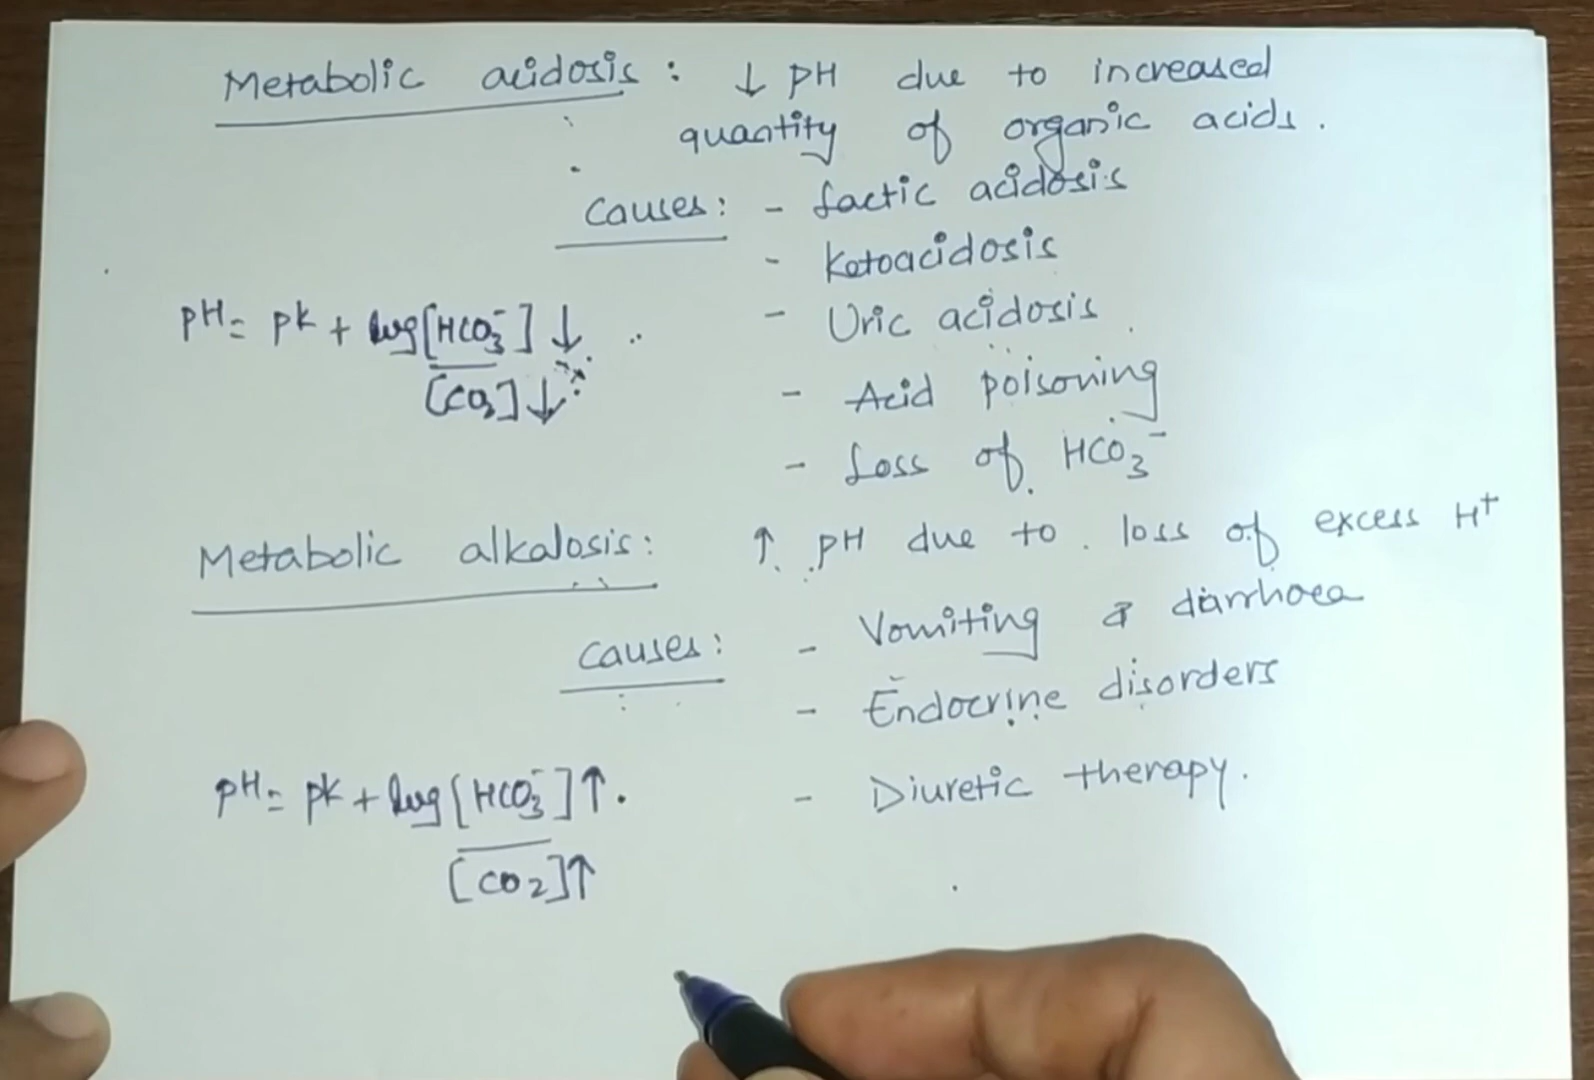 Metabolic acidosis : ↓ pH due to increased
quantity of organic acids.
Causes: - Lactic acidosis
- Ketoacidosis
- Uric acidosis
pH= pK + log[HCO3-]↓
[CO2]↓
- Acid poisoning
- Loss of HCO3-
Metabolic alkalosis: ↑ pH due to loss of excess H+
Causes: - Vomiting & diarrhoea
- Endocrine disorders
pH= pK + log[HCO3-]↑.
[CO2]↑
- Diuretic therapy.